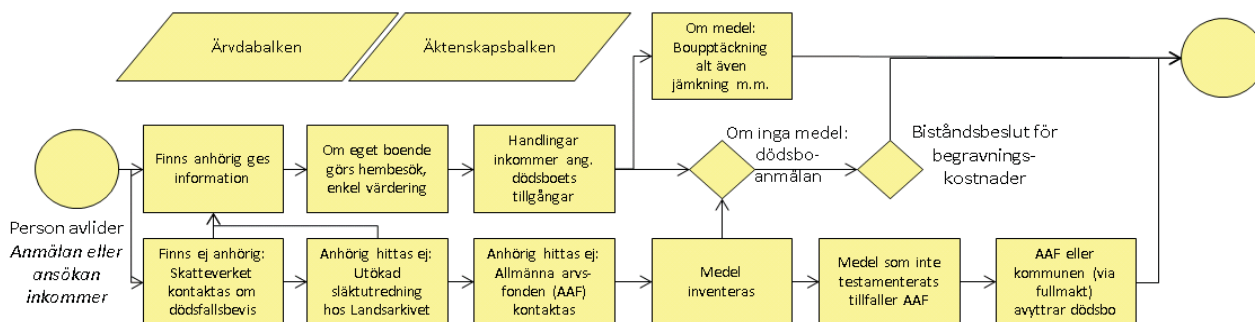 Ärvdabalken
Äktenskapsbalken
Om medel:
Boupptäckning
alt även
jämkning m.m.
Finns anhörig ges
information
Om eget boende
görs hembesök,
enkel värdering
Handlingar
inkommer ang.
dödsboets
tillgångar
Om inga medel:
dödsbo-
anmälan
Biståndsbeslut för
begravnings-
kostnader
Person avlider
Anmälan eller
ansökan
inkommer
Finns ej anhörig:
Skatteverket
kontaktas om
dödsfallsbevis
Anhörig hittas ej:
Utökad
släktutredning
hos Landsarkivet
Anhörig hittas ej:
Allmänna arvs-
fonden (AAF)
kontaktas
Medel
inventeras
Medel som inte
testamenterats
tillfaller AAF
AAF eller
kommunen (via
fullmakt)
avyttrar dödsbo